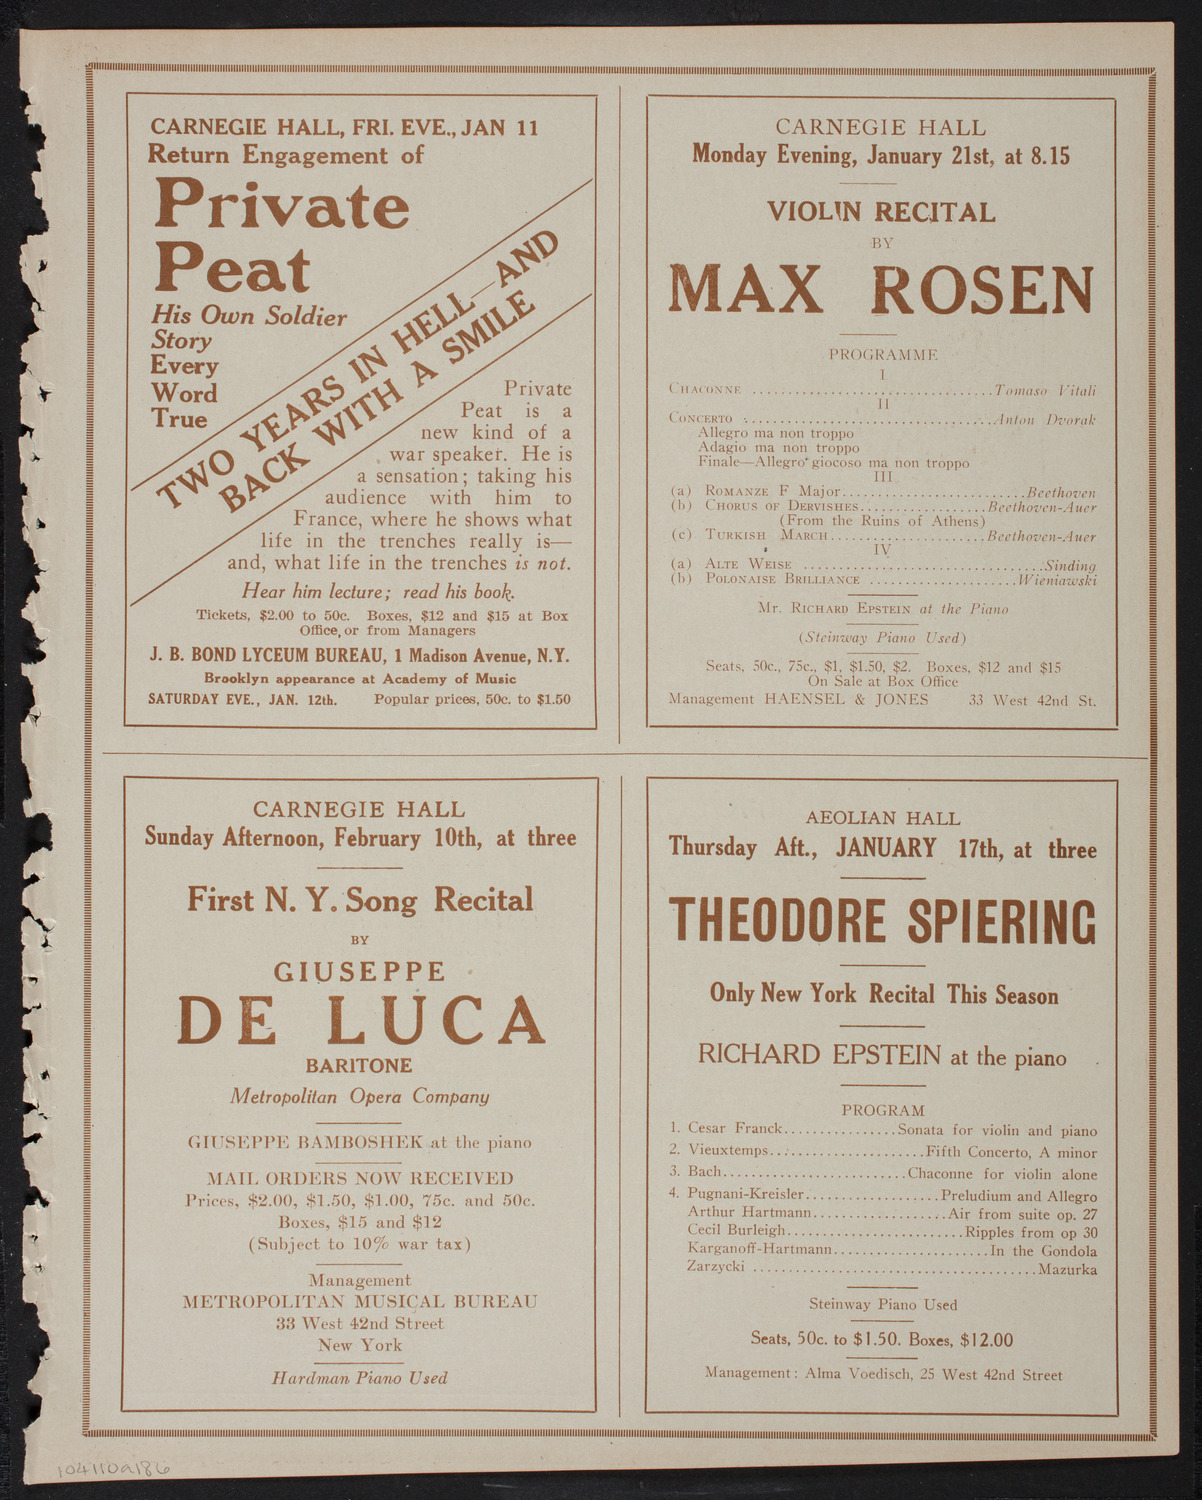 CARNEGIE HALL, FRI. EVE., JAN 11
Return Engagement of
Private
Peat
His Own Soldier
Story
Every
Word
True
TWO YEARS IN HELL—AND
BACK WITH A SMILE
Private
Peat is a
new kind of a
war speaker. He is
a sensation; taking his
audience with him to
France, where he shows what
life in the trenches really is—
and, what life in the trenches is not.
Hear him lecture; read his book.
Tickets, $2.00 to 50c. Boxes, $12 and $15 at Box
Office, or from Managers
J. B. BOND LYCEUM BUREAU, 1 Madison Avenue, N.Y.
Brooklyn appearance at Academy of Music
SATURDAY EVE., JAN. 12th. Popular prices, 50c. to $1.50
CARNEGIE HALL
Monday Evening, January 21st, at 8.15
VIOLIN RECITAL
BY
MAX ROSEN
PROGRAMME
I
CHACONNE ................................Tomaso Vitali
II
CONCERTO .................................Anton Dvorak
Allegro ma non troppo
Adagio ma non troppo
Finale—Allegro giocoso ma non troppo
III
(a) ROMANZE F Major.........................Beethoven
(b) CHORUS OF DERVISHES.................Beethoven-Auer
(From the Ruins of Athens)
(c) TURKISH MARCH.....................Beethoven-Auer
IV
(a) ALTE WEISE ................................Sinding
(b) POLONAISE BRILLIANCE ....................Wieniawski
Mr. RICHARD EPSTEIN at the Piano
(Steinway Piano Used)
Seats, 50c., 75c., $1, $1.50, $2. Boxes, $12 and $15
On Sale at Box Office
Management HAENSEL & JONES 33 West 42nd St.
CARNEGIE HALL
Sunday Afternoon, February 10th, at three
First N. Y. Song Recital
BY
GIUSEPPE
DE LUCA
BARITONE
Metropolitan Opera Company
GIUSEPPE BAMBOSHEK at the piano
MAIL ORDERS NOW RECEIVED
Prices, $2.00, $1.50, $1.00, 75c. and 50c.
Boxes, $15 and $12
(Subject to 10% war tax)
Management
METROPOLITAN MUSICAL BUREAU
33 West 42nd Street
New York
Hardman Piano Used
AEOLIAN HALL
Thursday Aft., JANUARY 17th, at three
THEODORE SPIERING
Only New York Recital This Season
RICHARD EPSTEIN at the piano
PROGRAM
1. Cesar Franck................Sonata for violin and piano
2. Vieuxtemps......................Fifth Concerto, A minor
3. Bach..........................Chaconne for violin alone
4. Pugnani-Kreisler...................Preludium and Allegro
Arthur Hartmann...................Air from suite op. 27
Cecil Burleigh.........................Ripples from op 30
Karganoff-Hartmann......................In the Gondola
Zarzycki ........................................Mazurka
Steinway Piano Used
Seats, 50c. to $1.50. Boxes, $12.00
Management: Alma Voedisch, 25 West 42nd Street
104110a186